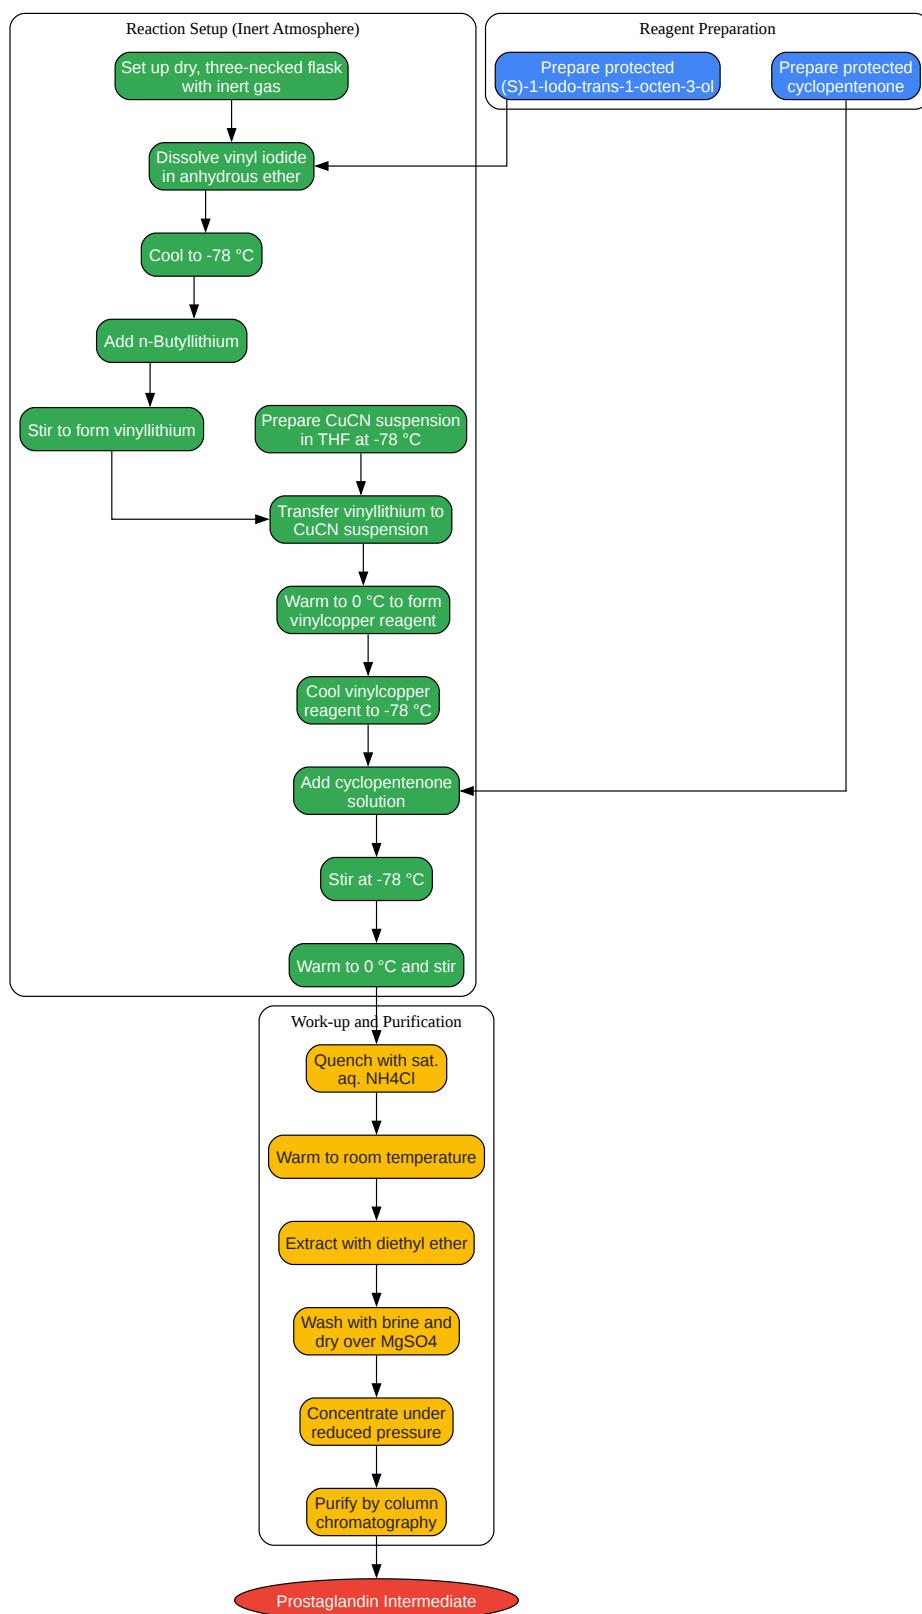 Reaction Setup (Inert Atmosphere)
Reagent Preparation
Set up dry, three-necked flask
with inert gas
Prepare protected
(S)-1-Iodo-trans-1-octen-3-ol
Prepare protected
cyclopentenone
Dissolve vinyl iodide
in anhydrous ether
Cool to -78 °C
Add n-Butyllithium
Stir to form vinyllithium
Prepare CuCN suspension
in THF at -78 °C
Transfer vinyllithium to
CuCN suspension
Warm to 0 °C to form
vinylcopper reagent
Cool vinylcopper
reagent to -78 °C
Add cyclopentenone
solution
Stir at -78 °C
Warm to 0 °C and stir
Work-up and Purification
Quench with sat.
aq. NH4Cl
Warm to room temperature
Extract with diethyl ether
Wash with brine and
dry over MgSO4
Concentrate under
reduced pressure
Purify by column
chromatography
Prostaglandin Intermediate